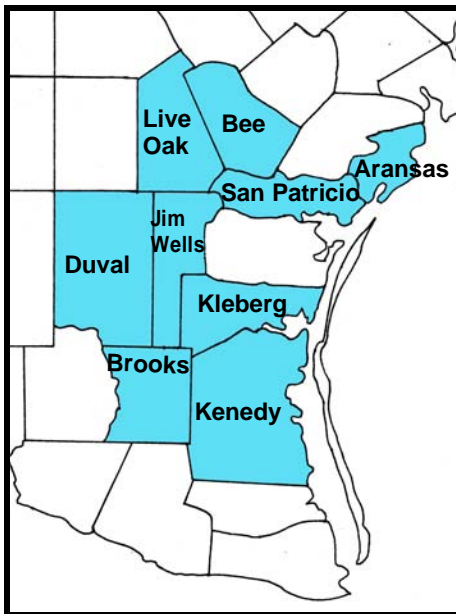 Live
Oak
Bee
Aransas
San Patricio
Jim
Wells
Duval
Kleberg
Brooks
Kenedy